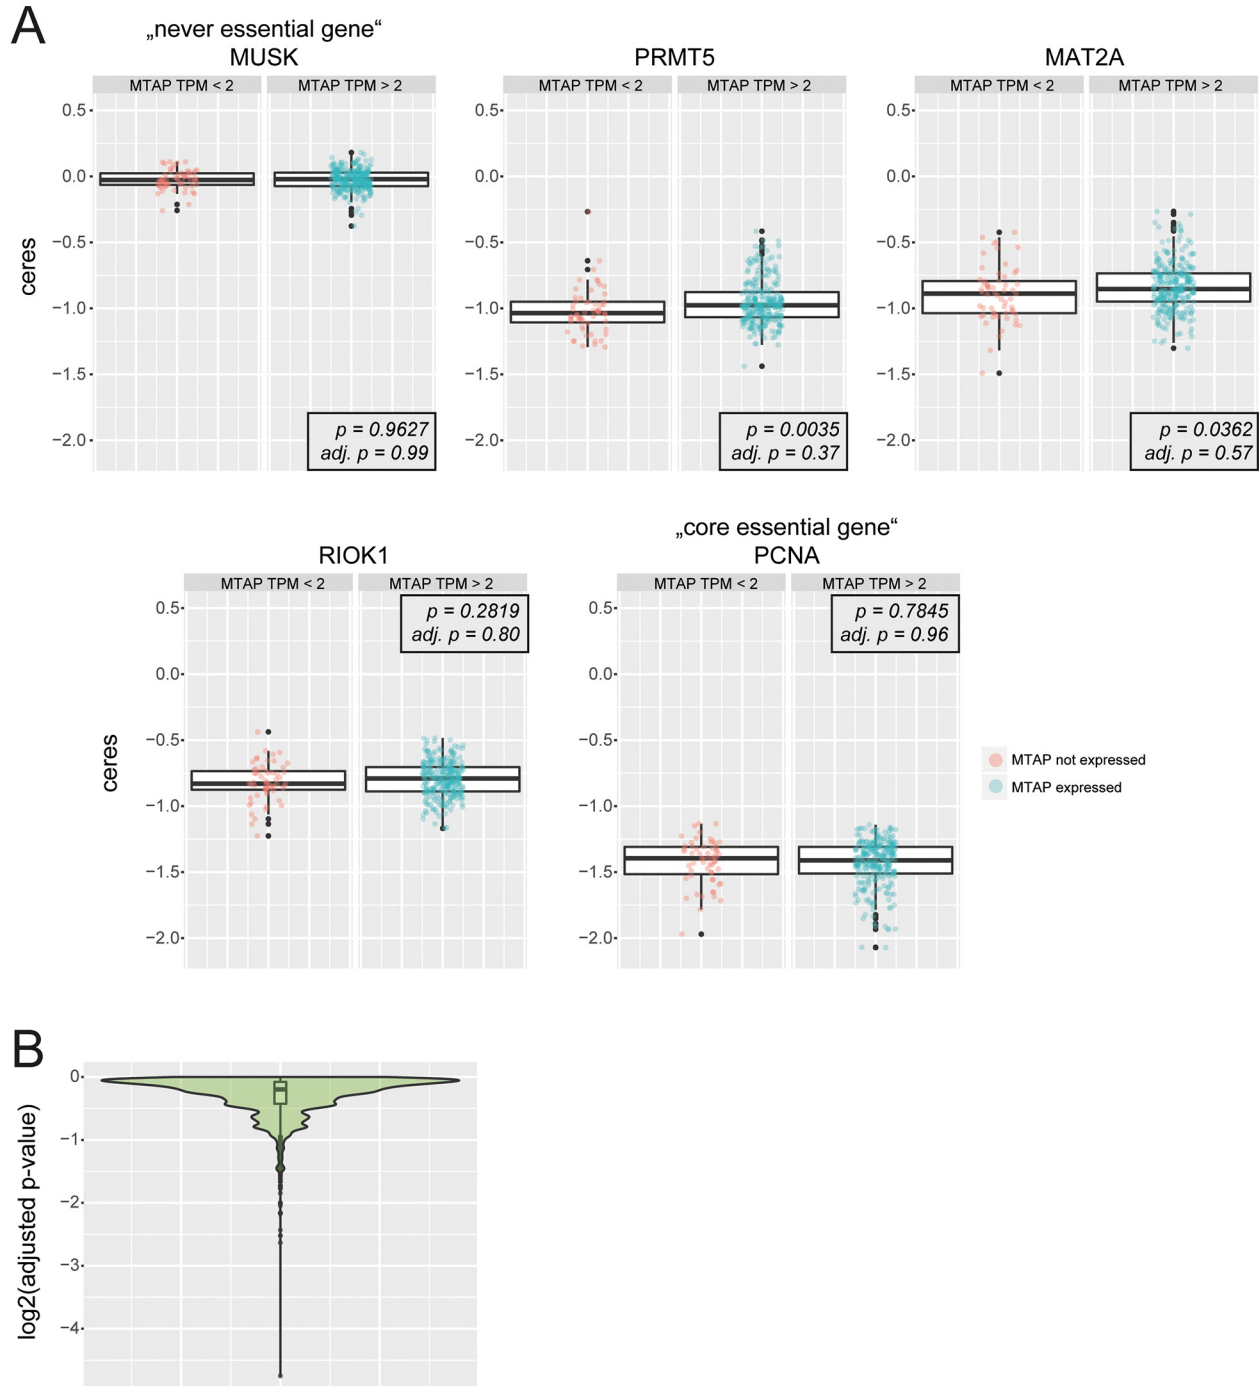 A
„never essential gene“
MUSK
PRMT5
MAT2A
MTAP TPM < 2
MTAP TPM > 2
MTAP TPM < 2
MTAP TPM > 2
MTAP TPM < 2
MTAP TPM > 2
ceres
0.5
0.0
−0.5
−1.0
−1.5
−2.0
p = 0.9627
adj. p = 0.99
0.5
0.0
−0.5
−1.0
−1.5
−2.0
p = 0.0035
adj. p = 0.37
0.5
0.0
−0.5
−1.0
−1.5
−2.0
p = 0.0362
adj. p = 0.57
RIOK1
„core essential gene“
PCNA
MTAP TPM < 2
MTAP TPM > 2
MTAP TPM < 2
MTAP TPM > 2
ceres
0.5
0.0
−0.5
−1.0
−1.5
−2.0
p = 0.2819
adj. p = 0.80
0.5
0.0
−0.5
−1.0
−1.5
−2.0
p = 0.7845
adj. p = 0.96
MTAP not expressed
MTAP expressed
B
log2(adjusted p-value)
0
−1
−2
−3
−4